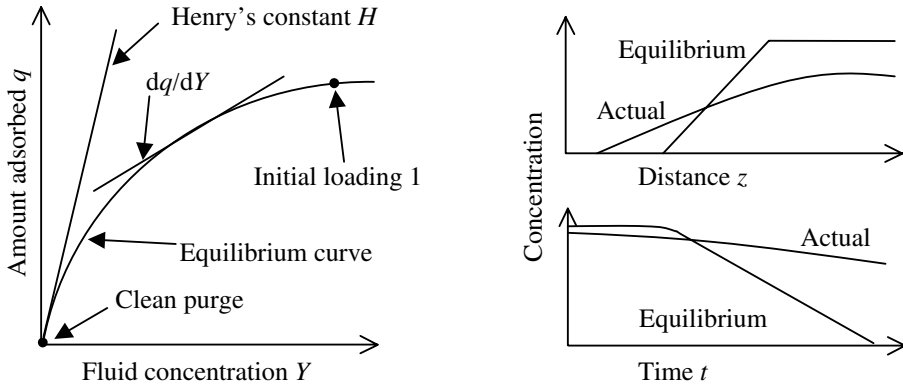 Henry's constant H
dq/dY
Amount adsorbed q
Initial loading 1
Equilibrium curve
Clean purge
Fluid concentration Y
Concentration
Equilibrium
Actual
Distance z
Actual
Equilibrium
Time t